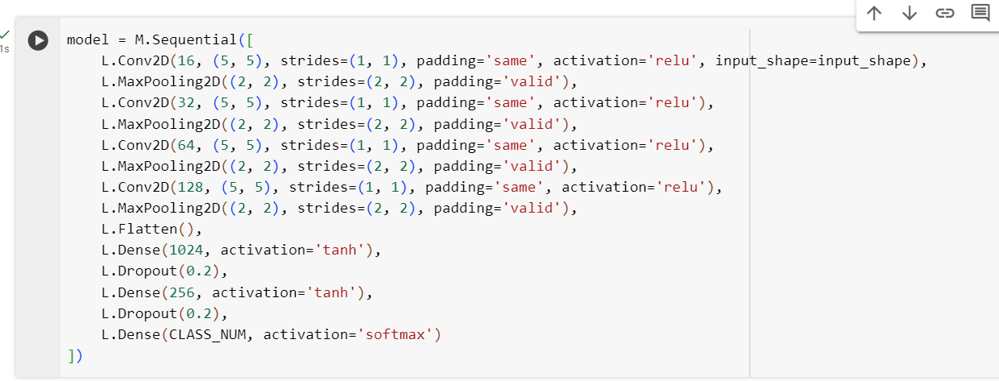 model = M.Sequential([
    L.Conv2D(16, (5, 5), strides=(1, 1), padding='same', activation='relu', input_shape=input_shape),
    L.MaxPooling2D((2, 2), strides=(2, 2), padding='valid'),
    L.Conv2D(32, (5, 5), strides=(1, 1), padding='same', activation='relu'),
    L.MaxPooling2D((2, 2), strides=(2, 2), padding='valid'),
    L.Conv2D(64, (5, 5), strides=(1, 1), padding='same', activation='relu'),
    L.MaxPooling2D((2, 2), strides=(2, 2), padding='valid'),
    L.Conv2D(128, (5, 5), strides=(1, 1), padding='same', activation='relu'),
    L.MaxPooling2D((2, 2), strides=(2, 2), padding='valid'),
    L.Flatten(),
    L.Dense(1024, activation='tanh'),
    L.Dropout(0.2),
    L.Dense(256, activation='tanh'),
    L.Dropout(0.2),
    L.Dense(CLASS_NUM, activation='softmax')
])